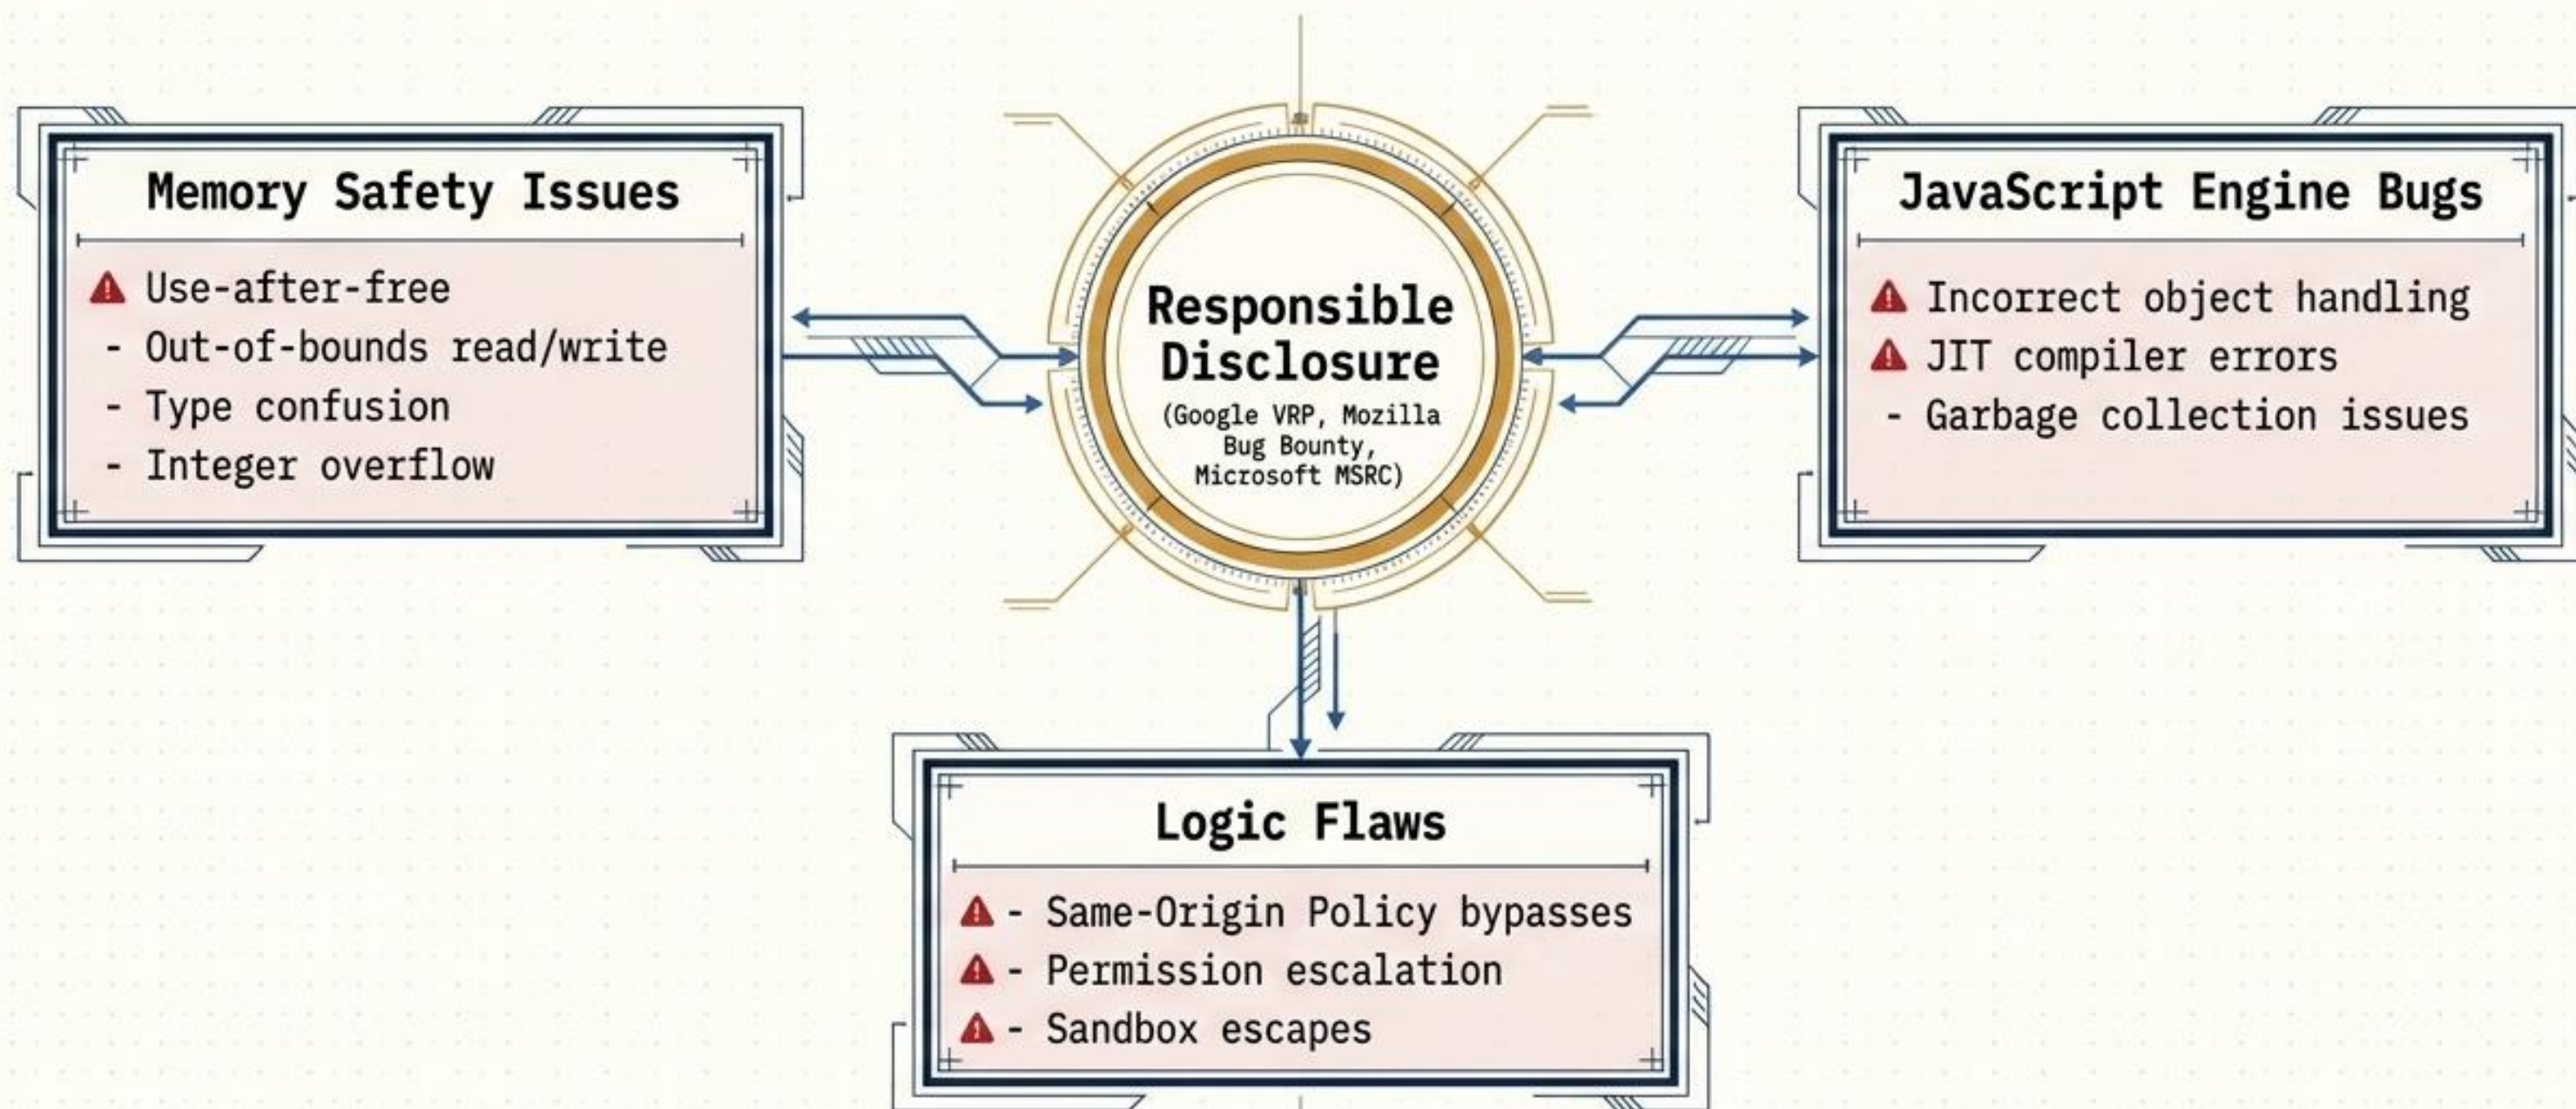 Memory Safety Issues
Use-after-free
- Out-of-bounds read/write
- Type confusion
- Integer overflow
Responsible
Disclosure
(Google VRP, Mozilla
Bug Bounty,
Microsoft MSRC)
JavaScript Engine Bugs
Incorrect object handling
JIT compiler errors
- Garbage collection issues
Logic Flaws
- Same-Origin Policy bypasses
- Permission escalation
- Sandbox escapes